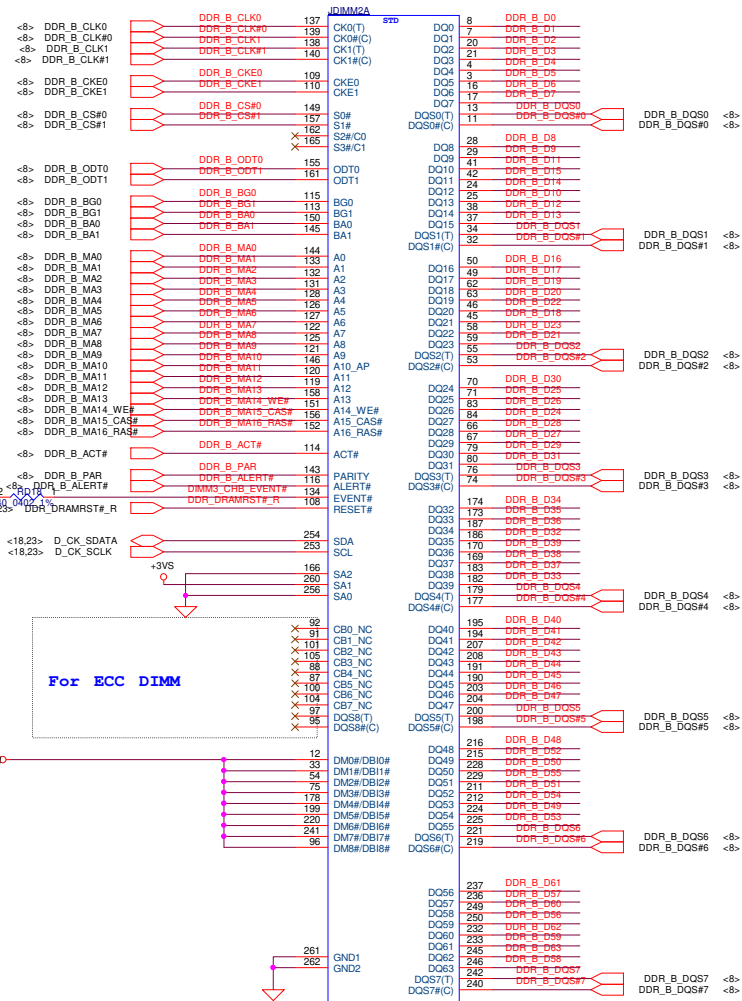 JDIMM2A
STD
<8> DDR_B_CLK0 DDR_B_CLK0 137 CK0(T)
<8> DDR_B_CLK#0 DDR_B_CLK#0 139 CK0#(C)
<8> DDR_B_CLK1 DDR_B_CLK1 138 CK1(T)
<8> DDR_B_CLK#1 DDR_B_CLK#1 140 CK1#(C)
<8> DDR_B_CKE0 DDR_B_CKE0 109 CKE0
<8> DDR_B_CKE1 DDR_B_CKE1 110 CKE1
<8> DDR_B_CS#0 DDR_B_CS#0 149 S0#
<8> DDR_B_CS#1 DDR_B_CS#1 157 S1#
162 S2#/C0
165 S3#/C1
<8> DDR_B_ODT0 DDR_B_ODT0 155 ODT0
<8> DDR_B_ODT1 DDR_B_ODT1 161 ODT1
<8> DDR_B_BG0 DDR_B_BG0 115 BG0
<8> DDR_B_BG1 DDR_B_BG1 113 BG1
<8> DDR_B_BA0 DDR_B_BA0 150 BA0
<8> DDR_B_BA1 DDR_B_BA1 145 BA1
<8> DDR_B_MA0 DDR_B_MA0 144 A0
<8> DDR_B_MA1 DDR_B_MA1 133 A1
<8> DDR_B_MA2 DDR_B_MA2 132 A2
<8> DDR_B_MA3 DDR_B_MA3 131 A3
<8> DDR_B_MA4 DDR_B_MA4 128 A4
<8> DDR_B_MA5 DDR_B_MA5 126 A5
<8> DDR_B_MA6 DDR_B_MA6 127 A6
<8> DDR_B_MA7 DDR_B_MA7 122 A7
<8> DDR_B_MA8 DDR_B_MA8 125 A8
<8> DDR_B_MA9 DDR_B_MA9 121 A9
<8> DDR_B_MA10 DDR_B_MA10 146 A10_AP
<8> DDR_B_MA11 DDR_B_MA11 120 A11
<8> DDR_B_MA12 DDR_B_MA12 119 A12
<8> DDR_B_MA13 DDR_B_MA13 158 A13
<8> DDR_B_MA14_WE# DDR_B_MA14_WE# 151 A14_WE#
<8> DDR_B_MA15_CAS# DDR_B_MA15_CAS# 156 A15_CAS#
<8> DDR_B_MA16_RAS# DDR_B_MA16_RAS# 152 A16_RAS#
<8> DDR_B_ACT# DDR_B_ACT# 114 ACT#
<8> DDR_B_PAR DDR_B_PAR 143 PARITY
<8> DDR_B_ALERT# DDR_B_ALERT# 116 ALERT#
2 RD18 1 DIMM3_CHB_EVENT# 134 EVENT#
0402_1%
DDR_DRAMRST#_R DDR_DRAMRST#_R 108 RESET#
<18,23> D_CK_SDATA 254 SDA
<18,23> D_CK_SCLK 253 SCL
+3VS
166 SA2
260 SA1
256 SA0
For ECC DIMM
92 CB0_NC
91 CB1_NC
101 CB2_NC
105 CB3_NC
88 CB4_NC
87 CB5_NC
100 CB6_NC
104 CB7_NC
97 DQS8(T)
95 DQS8#(C)
12 DM0#/DBI0#
33 DM1#/DBI1#
54 DM2#/DBI2#
75 DM3#/DBI3#
178 DM4#/DBI4#
199 DM5#/DBI5#
220 DM6#/DBI6#
241 DM7#/DBI7#
96 DM8#/DBI8#
261 GND1
262 GND2
DQ0 8 DDR_B_D0
DQ1 7 DDR_B_D1
DQ2 20 DDR_B_D2
DQ3 21 DDR_B_D3
DQ4 4 DDR_B_D4
DQ5 3 DDR_B_D5
DQ6 16 DDR_B_D6
DQ7 17 DDR_B_D7
DQS0(T) 13 DDR_B_DQS0 DDR_B_DQS0 <8>
DQS0#(C) 11 DDR_B_DQS#0 DDR_B_DQS#0 <8>
DQ8 28 DDR_B_D8
DQ9 29 DDR_B_D9
DQ10 41 DDR_B_D11
DQ11 42 DDR_B_D15
DQ12 24 DDR_B_D14
DQ13 25 DDR_B_D10
DQ14 38 DDR_B_D12
DQ15 37 DDR_B_D13
DQS1(T) 34 DDR_B_DQS1 DDR_B_DQS1 <8>
DQS1#(C) 32 DDR_B_DQS#1 DDR_B_DQS#1 <8>
DQ16 50 DDR_B_D16
DQ17 49 DDR_B_D17
DQ18 62 DDR_B_D19
DQ19 63 DDR_B_D20
DQ20 46 DDR_B_D22
DQ21 45 DDR_B_D18
DQ22 58 DDR_B_D23
DQ23 59 DDR_B_D21
DQS2(T) 55 DDR_B_DQS2 DDR_B_DQS2 <8>
DQS2#(C) 53 DDR_B_DQS#2 DDR_B_DQS#2 <8>
DQ24 70 DDR_B_D30
DQ25 71 DDR_B_D25
DQ26 83 DDR_B_D26
DQ27 84 DDR_B_D24
DQ28 66 DDR_B_D28
DQ29 67 DDR_B_D27
DQ30 79 DDR_B_D29
DQ31 80 DDR_B_D31
DQS3(T) 76 DDR_B_DQS3 DDR_B_DQS3 <8>
DQS3#(C) 74 DDR_B_DQS#3 DDR_B_DQS#3 <8>
DQ32 174 DDR_B_D34
DQ33 173 DDR_B_D35
DQ34 187 DDR_B_D36
DQ35 186 DDR_B_D32
DQ36 170 DDR_B_D39
DQ37 169 DDR_B_D38
DQ38 183 DDR_B_D37
DQ39 182 DDR_B_D33
DQS4(T) 179 DDR_B_DQS4 DDR_B_DQS4 <8>
DQS4#(C) 177 DDR_B_DQS#4 DDR_B_DQS#4 <8>
DQ40 195 DDR_B_D40
DQ41 194 DDR_B_D41
DQ42 207 DDR_B_D42
DQ43 208 DDR_B_D43
DQ44 191 DDR_B_D44
DQ45 190 DDR_B_D45
DQ46 203 DDR_B_D46
DQ47 204 DDR_B_D47
DQS5(T) 200 DDR_B_DQS5 DDR_B_DQS5 <8>
DQS5#(C) 198 DDR_B_DQS#5 DDR_B_DQS#5 <8>
DQ48 216 DDR_B_D48
DQ49 215 DDR_B_D52
DQ50 228 DDR_B_D50
DQ51 229 DDR_B_D55
DQ52 211 DDR_B_D51
DQ53 212 DDR_B_D54
DQ54 224 DDR_B_D49
DQ55 225 DDR_B_D53
DQS6(T) 221 DDR_B_DQS6 DDR_B_DQS6 <8>
DQS6#(C) 219 DDR_B_DQS#6 DDR_B_DQS#6 <8>
DQ56 237 DDR_B_D61
DQ57 236 DDR_B_D57
DQ58 249 DDR_B_D60
DQ59 250 DDR_B_D56
DQ60 232 DDR_B_D62
DQ61 233 DDR_B_D59
DQ62 245 DDR_B_D63
DQ63 246 DDR_B_D58
DQS7(T) 242 DDR_B_DQS7 DDR_B_DQS7 <8>
DQS7#(C) 240 DDR_B_DQS#7 DDR_B_DQS#7 <8>